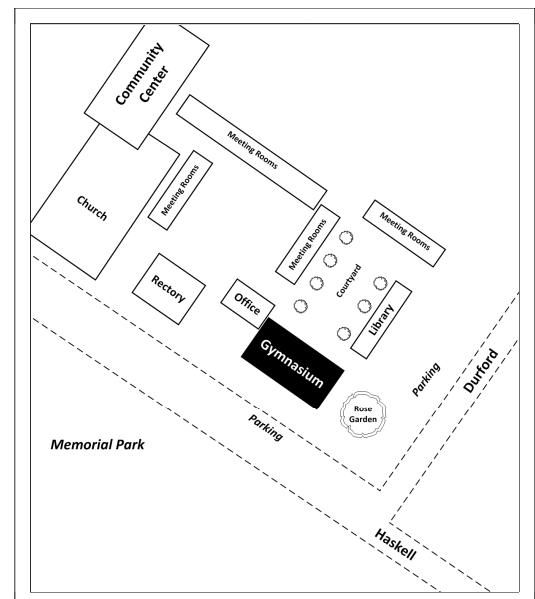 Community
Center
Meeting Rooms
Church
Meeting Rooms
Meeting Rooms
Meeting Rooms
Courtyard
Rectory
Office
Library
Gymnasium
Parking
Durford
Rose
Garden
Parking
Memorial Park
Haskell